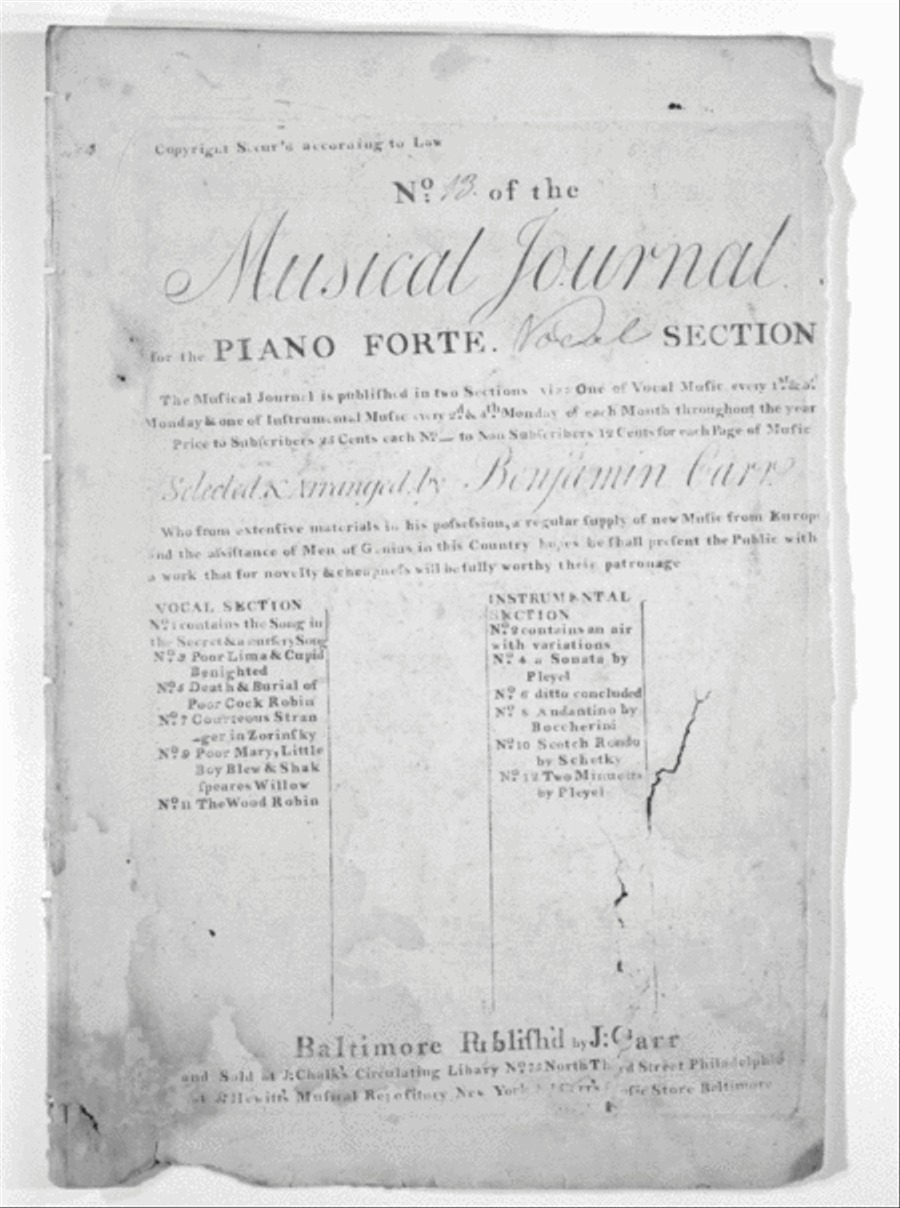 Copyright Secur'd according to Law
No: 13. of the
Musical Journal.
for the PIANO FORTE. Vocal SECTION
The Muſical Journal is publiſhed in two Sections viz: One of Vocal Muſic every 1st & 3d
Monday & one of Inſtrumental Muſic every 2d & 4th Monday of each Month throughout the year
Price to Subſcribers 25 Cents each No— to Non Subſcribers 12 Cents for each Page of Muſic
Selected & Arranged by Benjamin Carr
Who from extenſive materials in his poſseſsion, a regular ſupply of new Muſic from Europe
and the aſsiſtance of Men of Genius in this Country hopes he ſhall preſent the Public with
a work that for novelty & cheapneſs will be fully worthy their patronage
VOCAL SECTION
No: 1 contains the Song in
the Secret & a nurſery Song
No: 3 Poor Lima & Cupid
Benighted
No: 5 Death & Burial of
Poor Cock Robin
No: 7 Courteous Stran
-ger in Zorinſky
No: 9 Poor Mary, Little
Boy Blew & Shak
ſpeares Willow
No: 11 The Wood Robin
INSTRUMENTAL
SECTION
No: 2 contains an air
with variations
No: 4 a Sonata by
Pleyel
No: 6 ditto concluded
No: 8 Andantino by
Boccherini
No: 10 Scotch Rondo
by Schetky
No: 12 Two Minuetts
by Pleyel
Baltimore Publiſh'd by J: Carr
and Sold at J: Chalk's Circulating Libary No: 75 North Third Street Philadelphia
at J: Hewitt's Musical Repository New York & J Carr's Muſic Store Beltimore